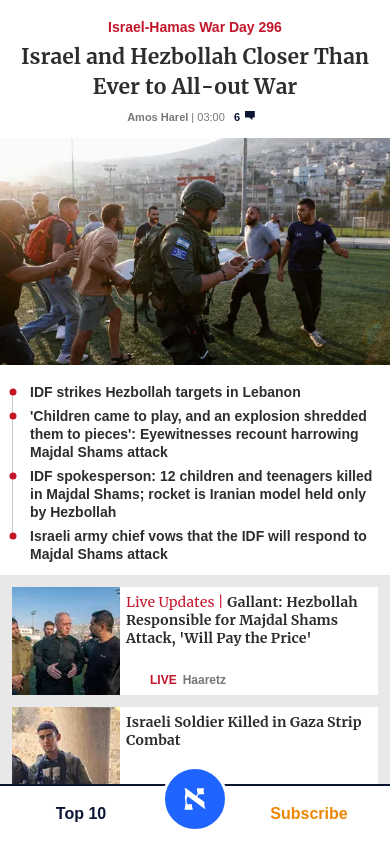 Israel-Hamas War Day 296
Israel and Hezbollah Closer Than
Ever to All-out War
Amos Harel | 03:00 6
IDF strikes Hezbollah targets in Lebanon
'Children came to play, and an explosion shredded
them to pieces': Eyewitnesses recount harrowing
Majdal Shams attack
IDF spokesperson: 12 children and teenagers killed
in Majdal Shams; rocket is Iranian model held only
by Hezbollah
Israeli army chief vows that the IDF will respond to
Majdal Shams attack
Live Updates | Gallant: Hezbollah
Responsible for Majdal Shams
Attack, 'Will Pay the Price'
LIVE Haaretz
Israeli Soldier Killed in Gaza Strip
Combat
Top 10
א
Subscribe